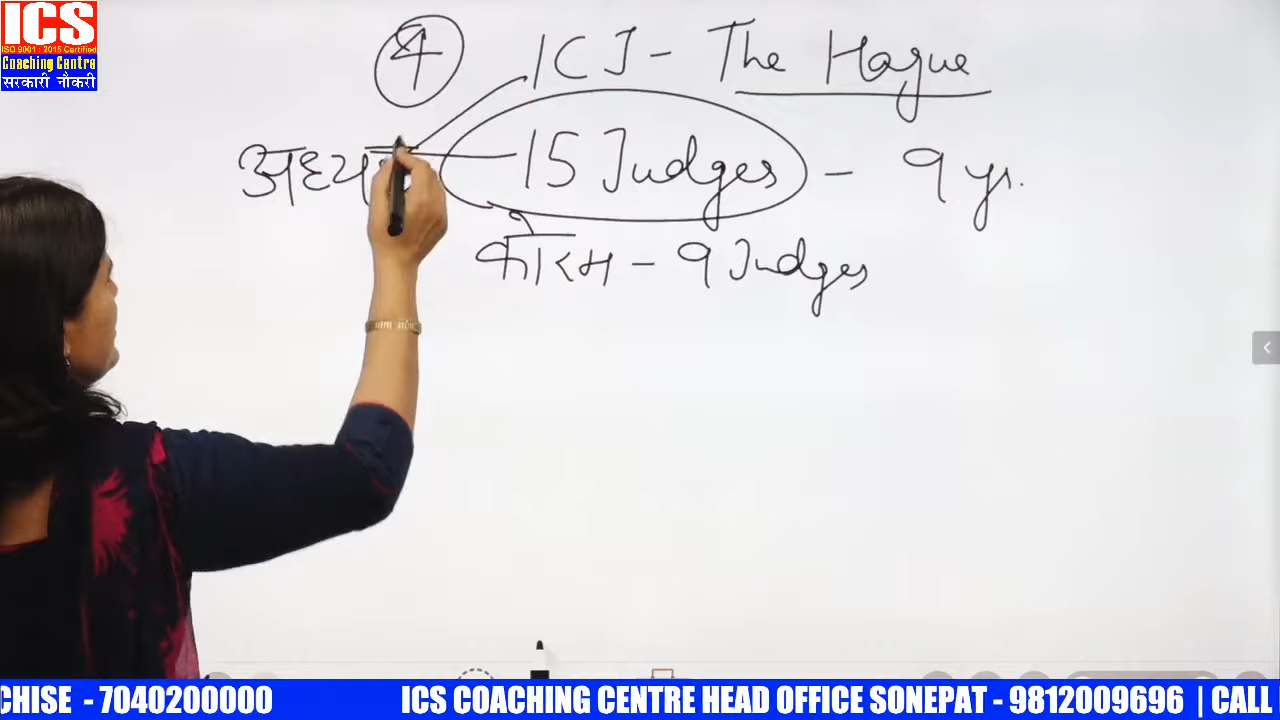 ICS
ISO 9001 : 2015 Certified
Coaching Centre
सरकारी नौकरी
4 ICJ - The Hague
15 Judges - 9 yr.
कोरम - 9 Judges
CHISE - 7040200000 ICS COACHING CENTRE HEAD OFFICE SONEPAT - 9812009696 | CALL